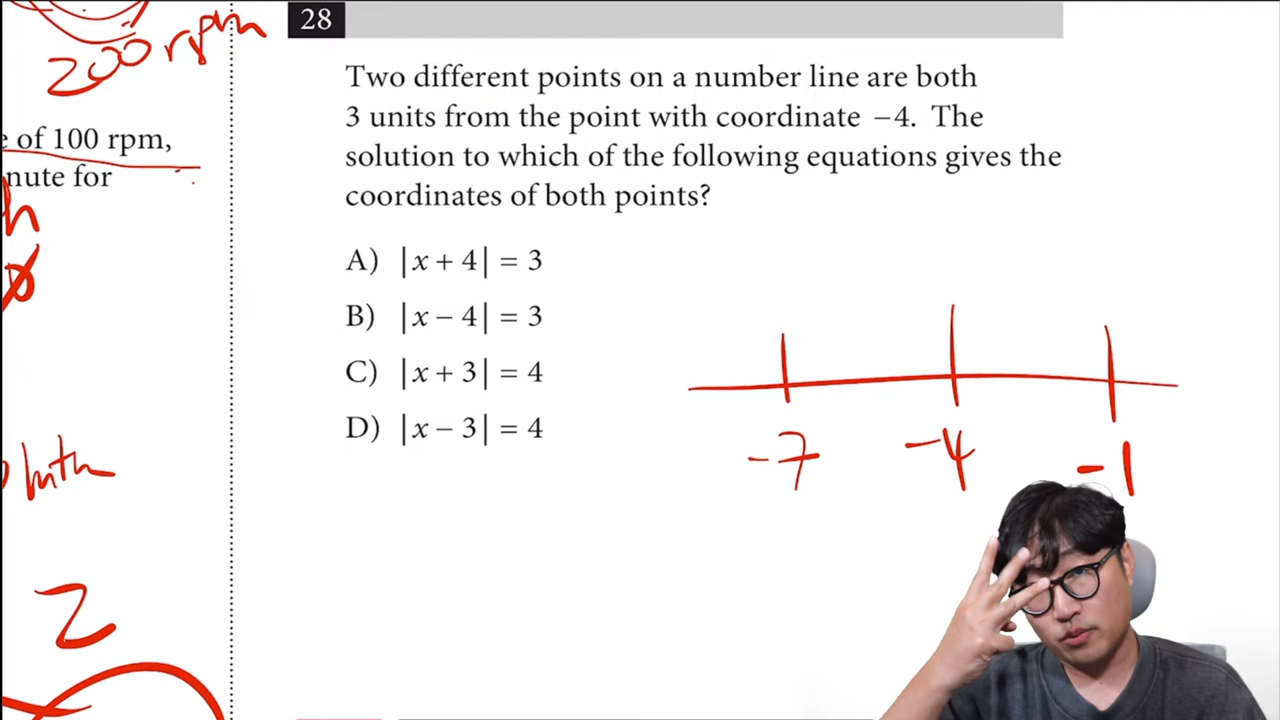 200 rpm
e of 100 rpm,
nute for
28
Two different points on a number line are both
3 units from the point with coordinate −4. The
solution to which of the following equations gives the
coordinates of both points?
A) |x + 4| = 3
B) |x − 4| = 3
C) |x + 3| = 4
D) |x − 3| = 4
-7 -4 -1
2